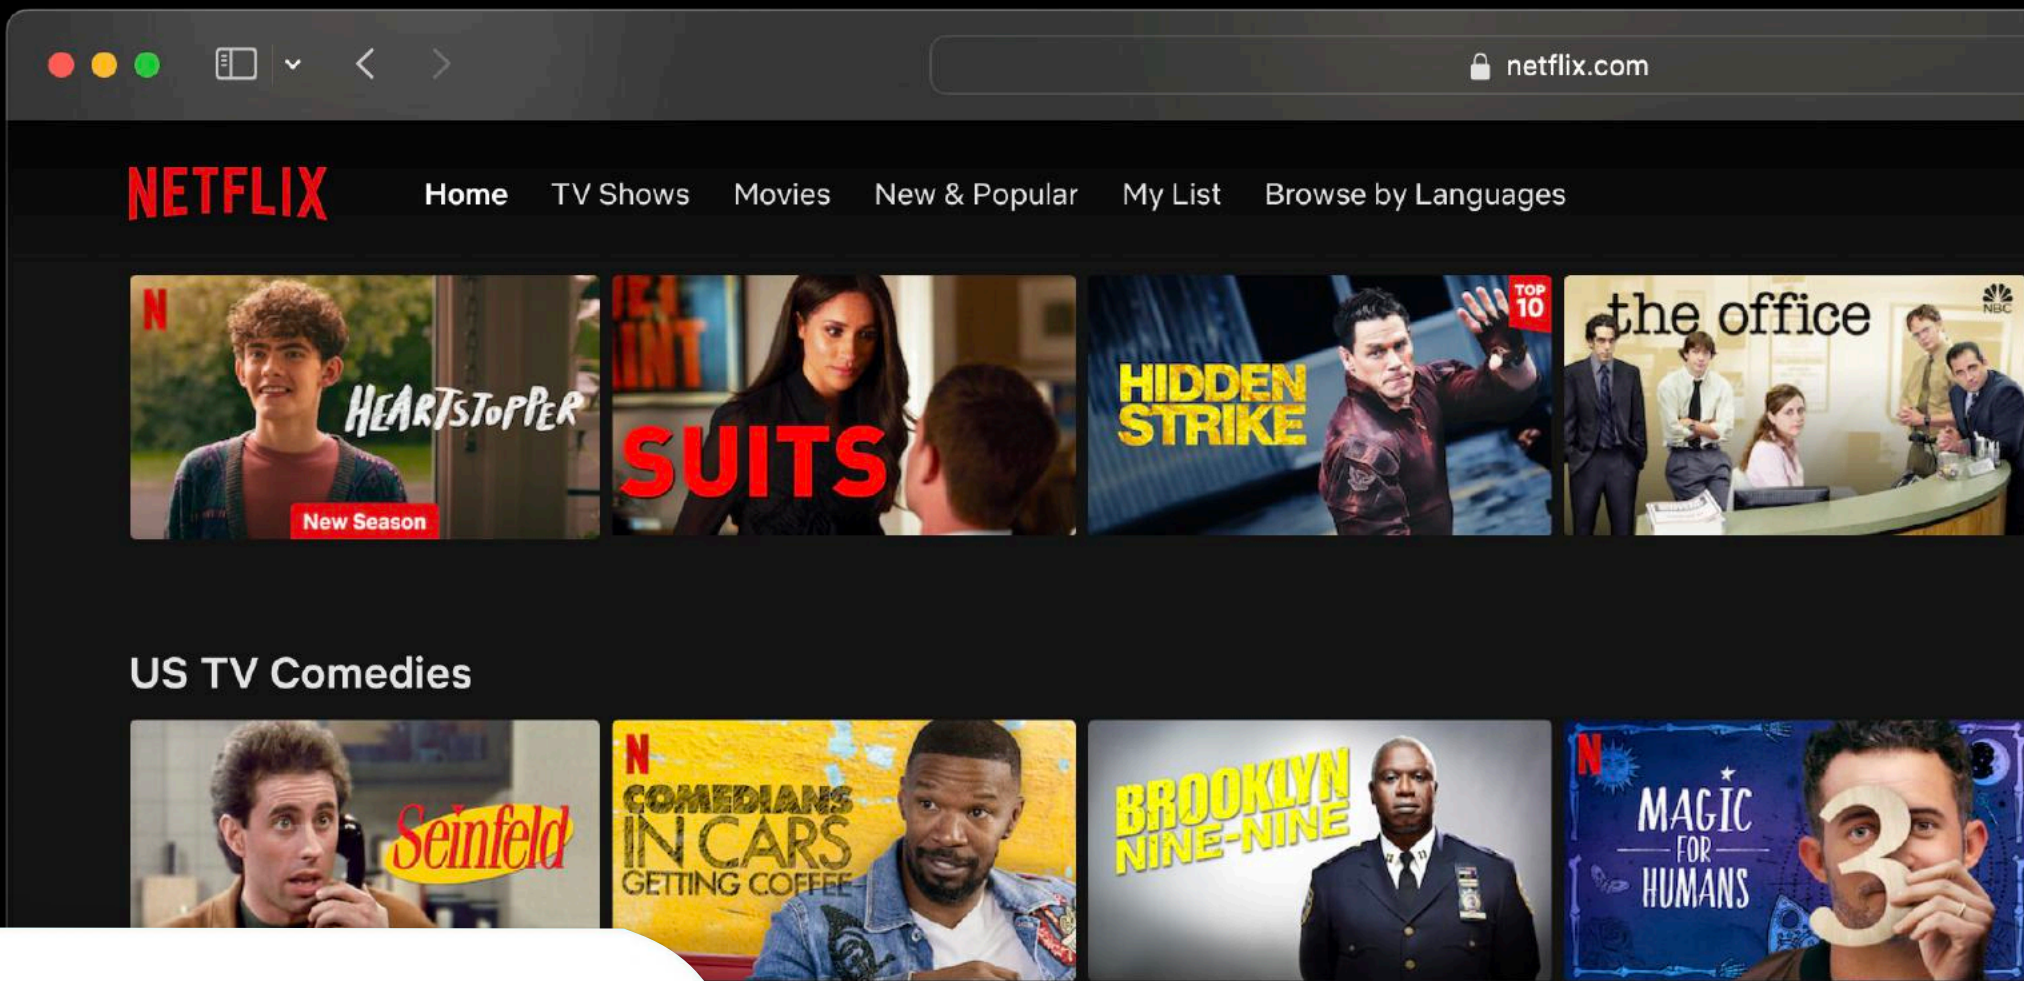 netflix.com
NETFLIX Home TV Shows Movies New & Popular My List Browse by Languages
N
HEARTSTOPPER
New Season
SUITS
HIDDEN
STRIKE
TOP
10
the office
NBC
US TV Comedies
Seinfeld
N
COMEDIANS
IN CARS
GETTING COFFEE
BROOKLYN
NINE-NINE
N
MAGIC
FOR
HUMANS
3